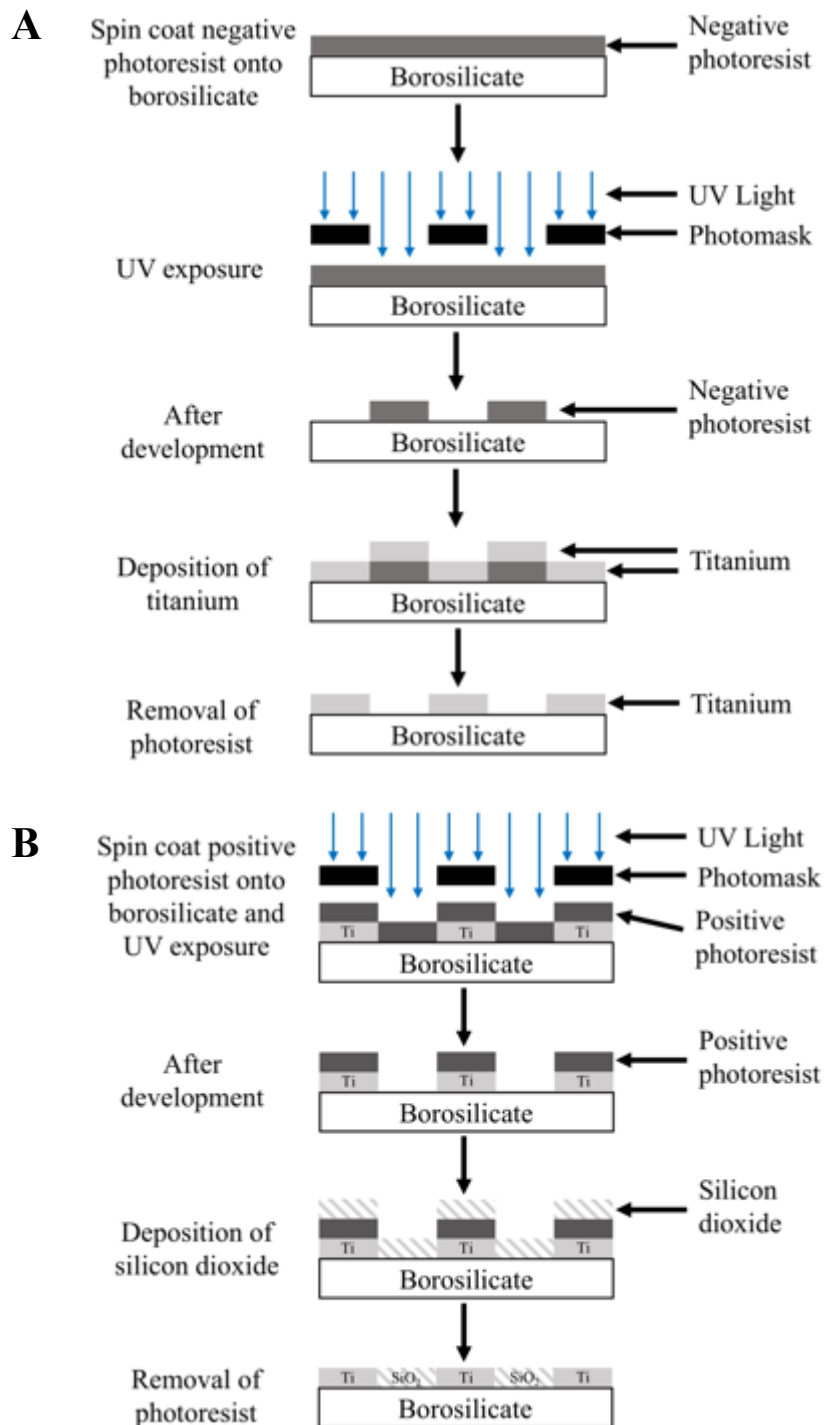 A
Spin coat negative
photoresist onto
borosilicate
Negative
photoresist
Borosilicate
UV Light
Photomask
UV exposure
Borosilicate
After
development
Negative
photoresist
Borosilicate
Deposition of
titanium
Titanium
Borosilicate
Removal of
photoresist
Titanium
Borosilicate
B
Spin coat positive
photoresist onto
borosilicate and
UV exposure
UV Light
Photomask
Positive
photoresist
Ti Ti Ti
Borosilicate
After
development
Positive
photoresist
Ti Ti Ti
Borosilicate
Deposition of
silicon dioxide
Silicon
dioxide
Ti Ti Ti
Borosilicate
Removal of
photoresist
Ti SiO₂ Ti SiO₂ Ti
Borosilicate